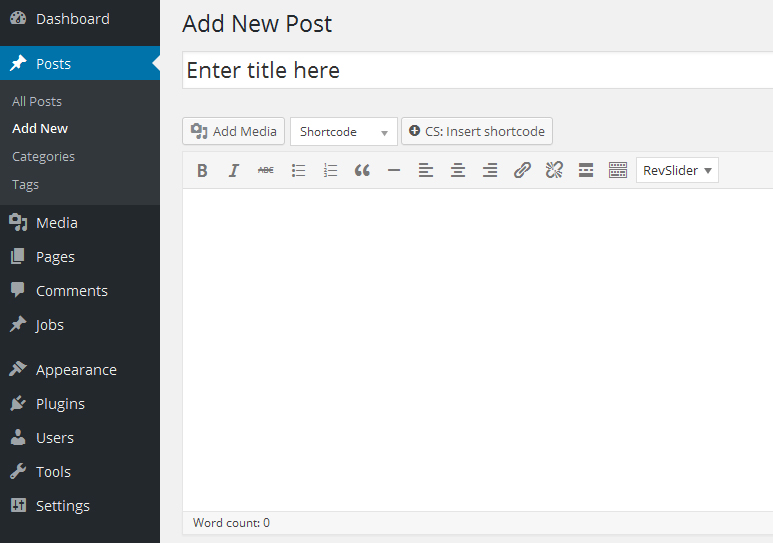 Dashboard
Posts
All Posts
Add New
Categories
Tags
Media
Pages
Comments
Jobs
Appearance
Plugins
Users
Tools
Settings
Add New Post
Enter title here
Add Media Shortcode CS: Insert shortcode
B I ABC RevSlider
Word count: 0